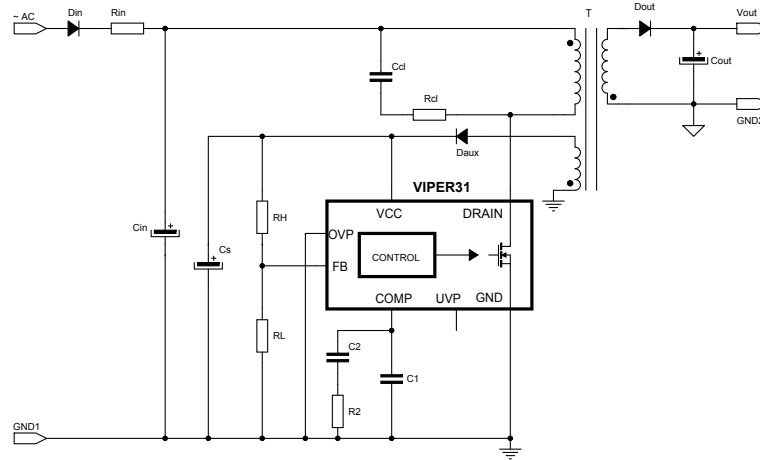 ~ AC
Din
Rin
T
Dout
Vout
Ccl
+
Cout
Rcl
GND2
Daux
VIPER31
VCC
DRAIN
RH
OVP
Cin
+
Cs
+
CONTROL
FB
COMP
UVP
GND
RL
C2
C1
R2
GND1